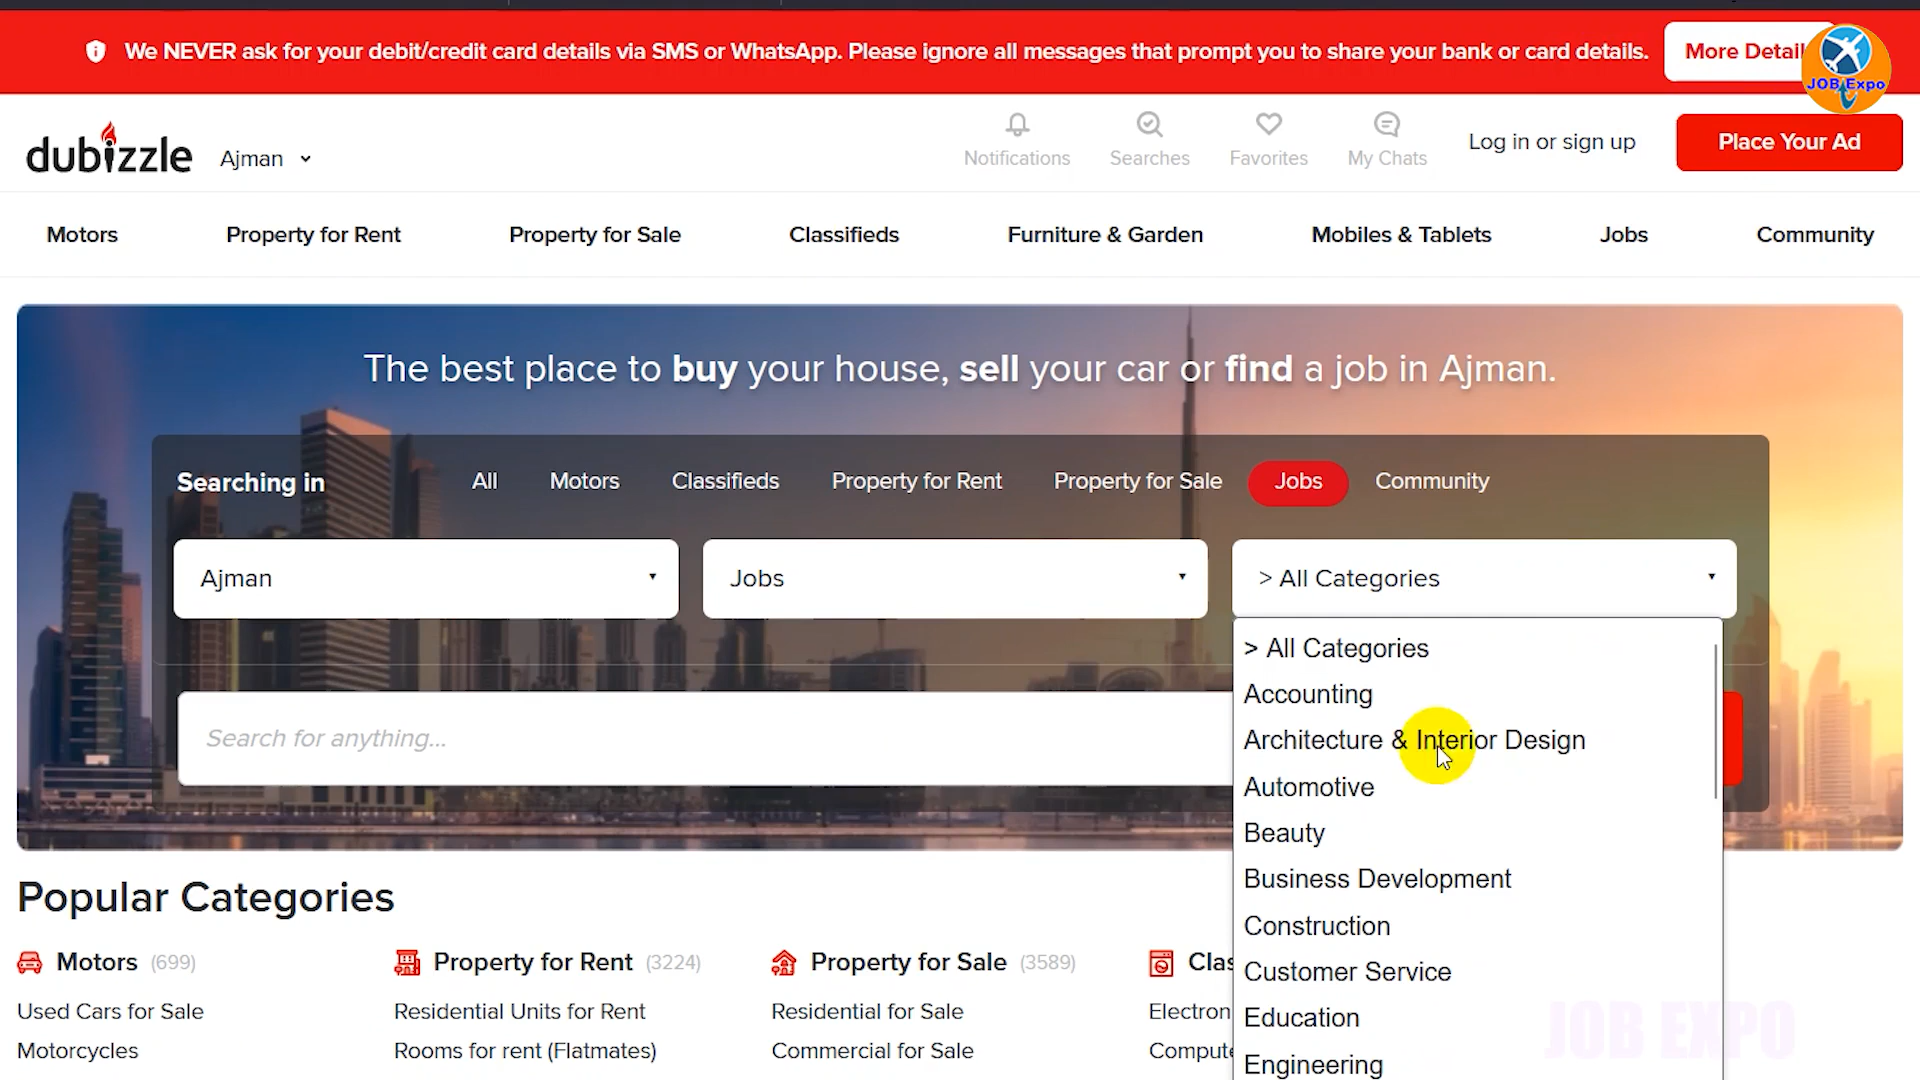 We NEVER ask for your debit/credit card details via SMS or WhatsApp. Please ignore all messages that prompt you to share your bank or card details.
More Detail
JOB Expo
dubizzle
Ajman
Notifications
Searches
Favorites
My Chats
Log in or sign up
Place Your Ad
Motors
Property for Rent
Property for Sale
Classifieds
Furniture & Garden
Mobiles & Tablets
Jobs
Community
The best place to buy your house, sell your car or find a job in Ajman.
Searching in
All
Motors
Classifieds
Property for Rent
Property for Sale
Jobs
Community
Ajman
Jobs
> All Categories
> All Categories
Accounting
Architecture & Interior Design
Automotive
Beauty
Business Development
Construction
Customer Service
Education
Engineering
Search for anything...
Popular Categories
Motors (699)
Used Cars for Sale
Motorcycles
Property for Rent (3224)
Residential Units for Rent
Rooms for rent (Flatmates)
Property for Sale (3589)
Residential for Sale
Commercial for Sale
Clas
Electron
Compute
JOB EXPO